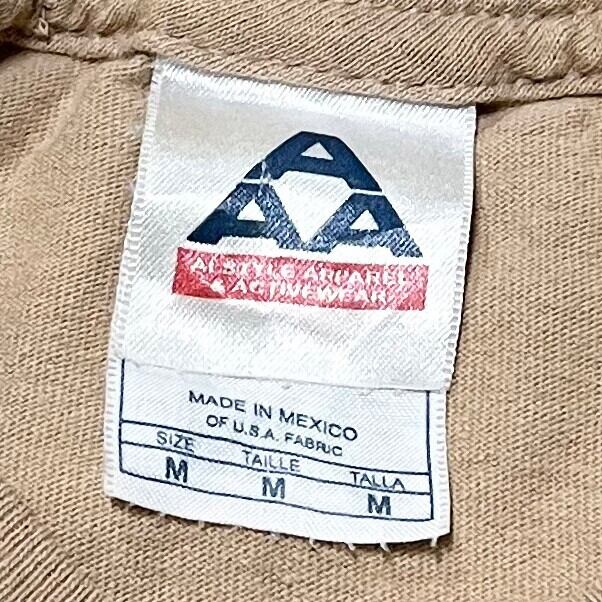 A
A A
ALSTYLE APPAREL
& ACTIVEWEAR
MADE IN MEXICO
OF U.S.A. FABRIC
SIZE TAILLE TALLA
M M M